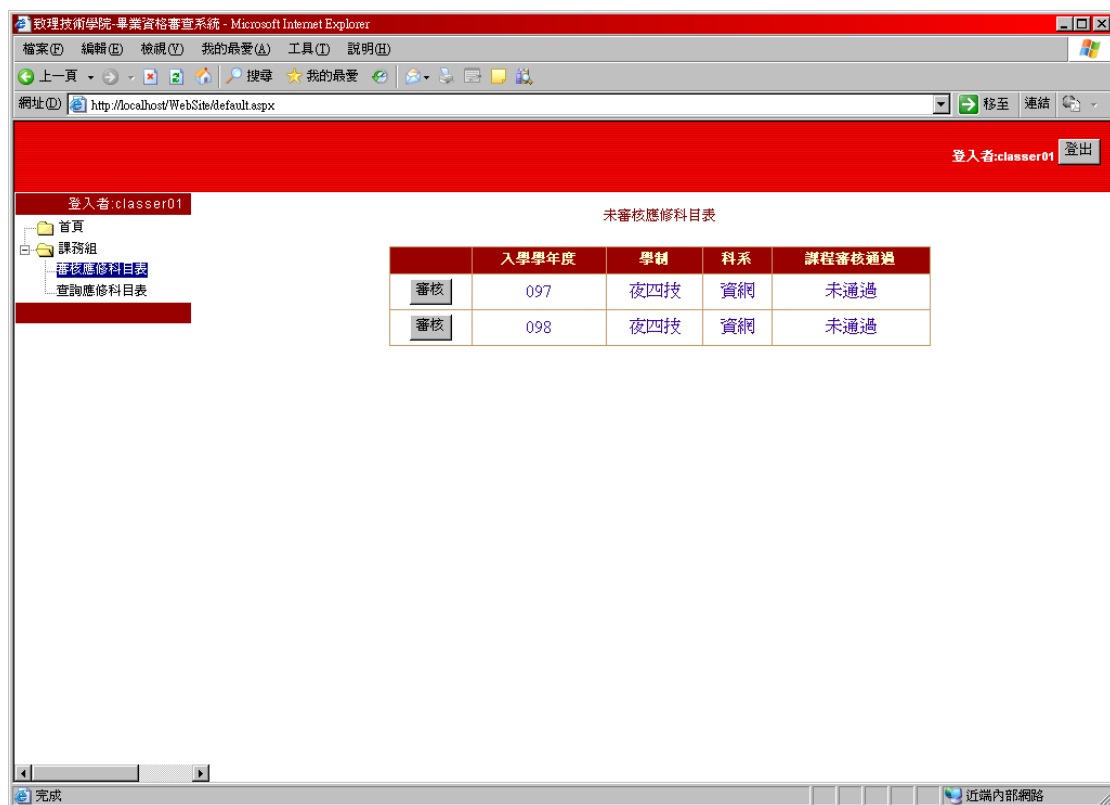 致理技術學院-畢業資格審查系統 - Microsoft Internet Explorer
檔案(F) 編輯(E) 檢視(V) 我的最愛(A) 工具(T) 說明(H)
上一頁 搜尋 我的最愛
網址(D) http://localhost/WebSite/default.aspx 移至 連結
登入者:classer01 登出
登入者:classer01
首頁
課務組
審核應修科目表
查詢應修科目表
未審核應修科目表
入學學年度 學制 科系 課程審核通過
審核 097 夜四技 資網 未通過
審核 098 夜四技 資網 未通過
完成 近端內部網路